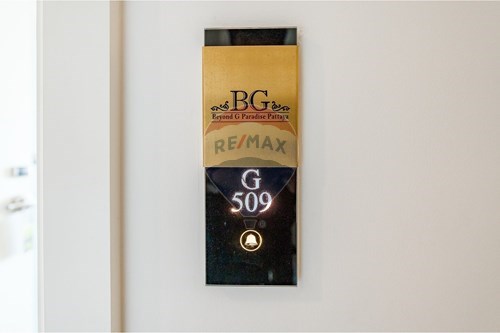 BG
Beyond G Paradise Pattaya
RE/MAX
G
509